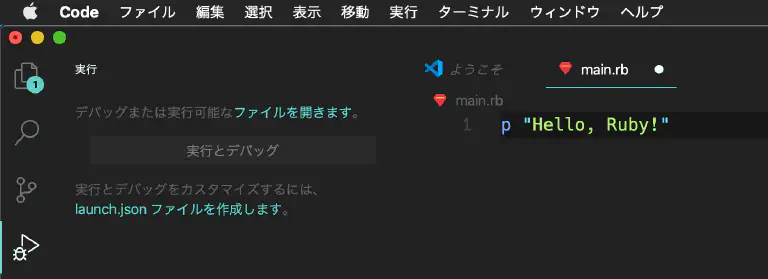 Code ファイル 編集 選択 表示 移動 実行 ターミナル ウィンドウ ヘルプ
実行
デバッグまたは実行可能なファイルを開きます。
実行とデバッグ
実行とデバッグをカスタマイズするには、
launch.json ファイルを作成します。
1
ようこそ
main.rb
main.rb
1 p "Hello, Ruby!"